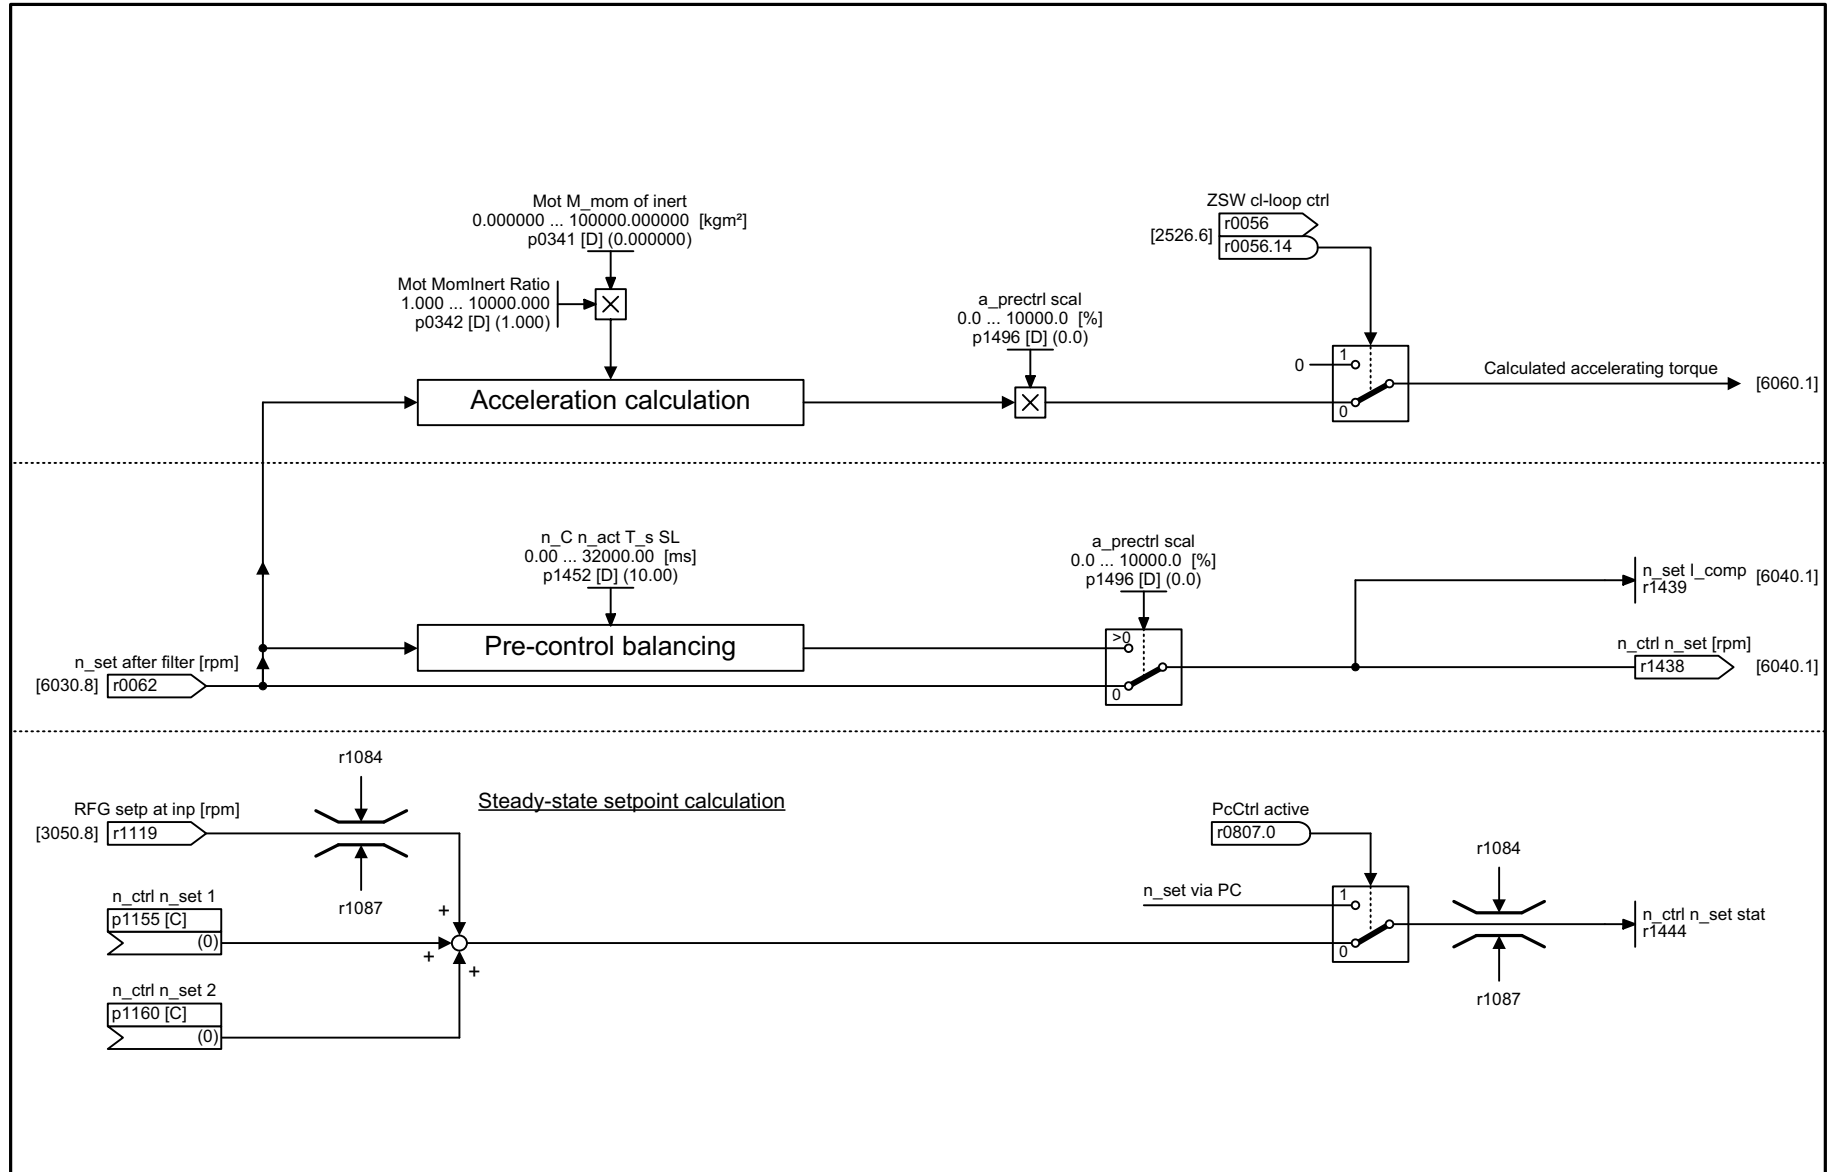 Mot M_mom of inert
0.000000 ... 100000.000000 [kgm²]
p0341 [D] (0.000000)
Mot MomInert Ratio
1.000 ... 10000.000
p0342 [D] (1.000)
ZSW cl-loop ctrl
[2526.6]
r0056
r0056.14
a_prectrl scal
0.0 ... 10000.0 [%]
p1496 [D] (0.0)
0
1
0
Acceleration calculation
Calculated accelerating torque
[6060.1]
n_C n_act T_s SL
0.00 ... 32000.00 [ms]
p1452 [D] (10.00)
a_prectrl scal
0.0 ... 10000.0 [%]
p1496 [D] (0.0)
n_set I_comp
r1439
[6040.1]
Pre-control balancing
>0
0
n_set after filter [rpm]
[6030.8]
r0062
n_ctrl n_set [rpm]
r1438
[6040.1]
r1084
RFG setp at inp [rpm]
[3050.8]
r1119
r1087
Steady-state setpoint calculation
PcCtrl active
r0807.0
n_ctrl n_set 1
p1155 [C]
(0)
+
+
+
n_set via PC
1
0
r1084
r1087
n_ctrl n_set stat
r1444
n_ctrl n_set 2
p1160 [C]
(0)